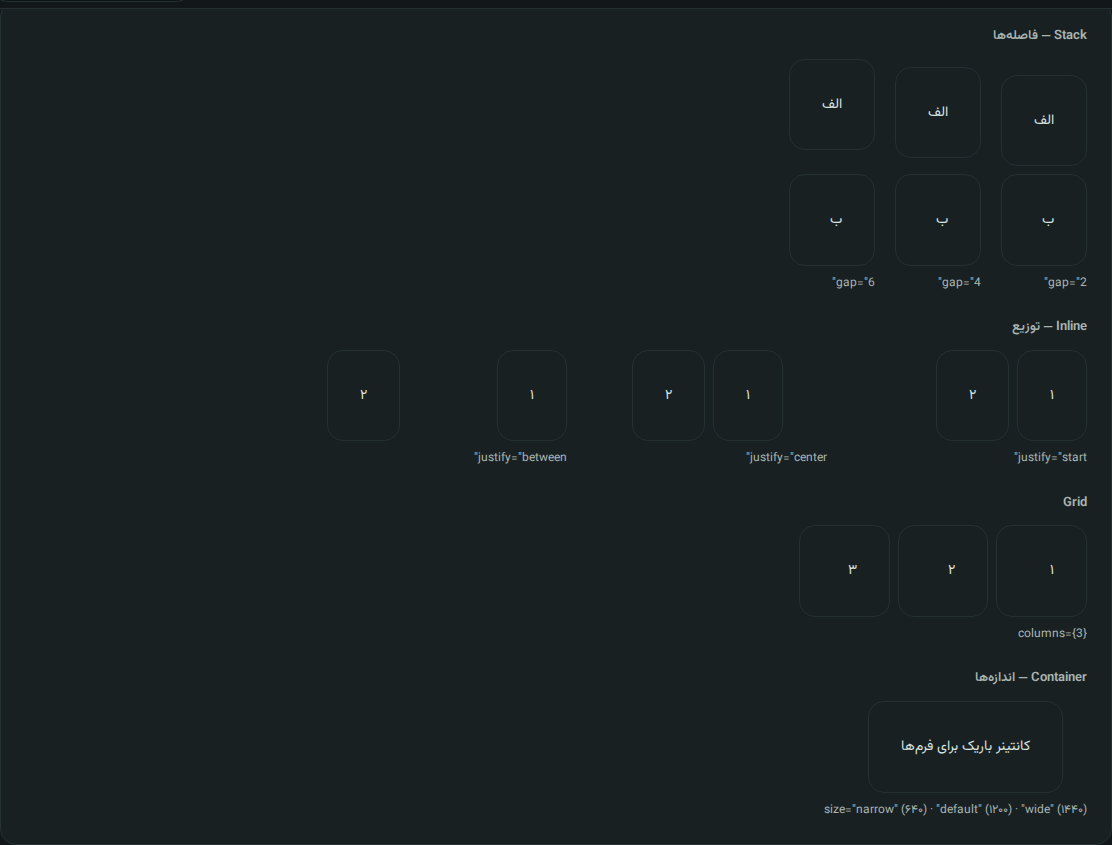 Stack — فاصله‌ها
الف الف الف
ب ب ب
"gap="2 "gap="4 "gap="6
Inline — توزیع
۱ ۲ ۱ ۲ ۱ ۲
"justify="start "justify="center "justify="between
Grid
۱ ۲ ۳
columns={3}
Container — اندازه‌ها
کانتینر باریک برای فرم‌ها
size="narrow" (۶۴۰) · "default" (۱۲۰۰) · "wide" (۱۴۴۰)